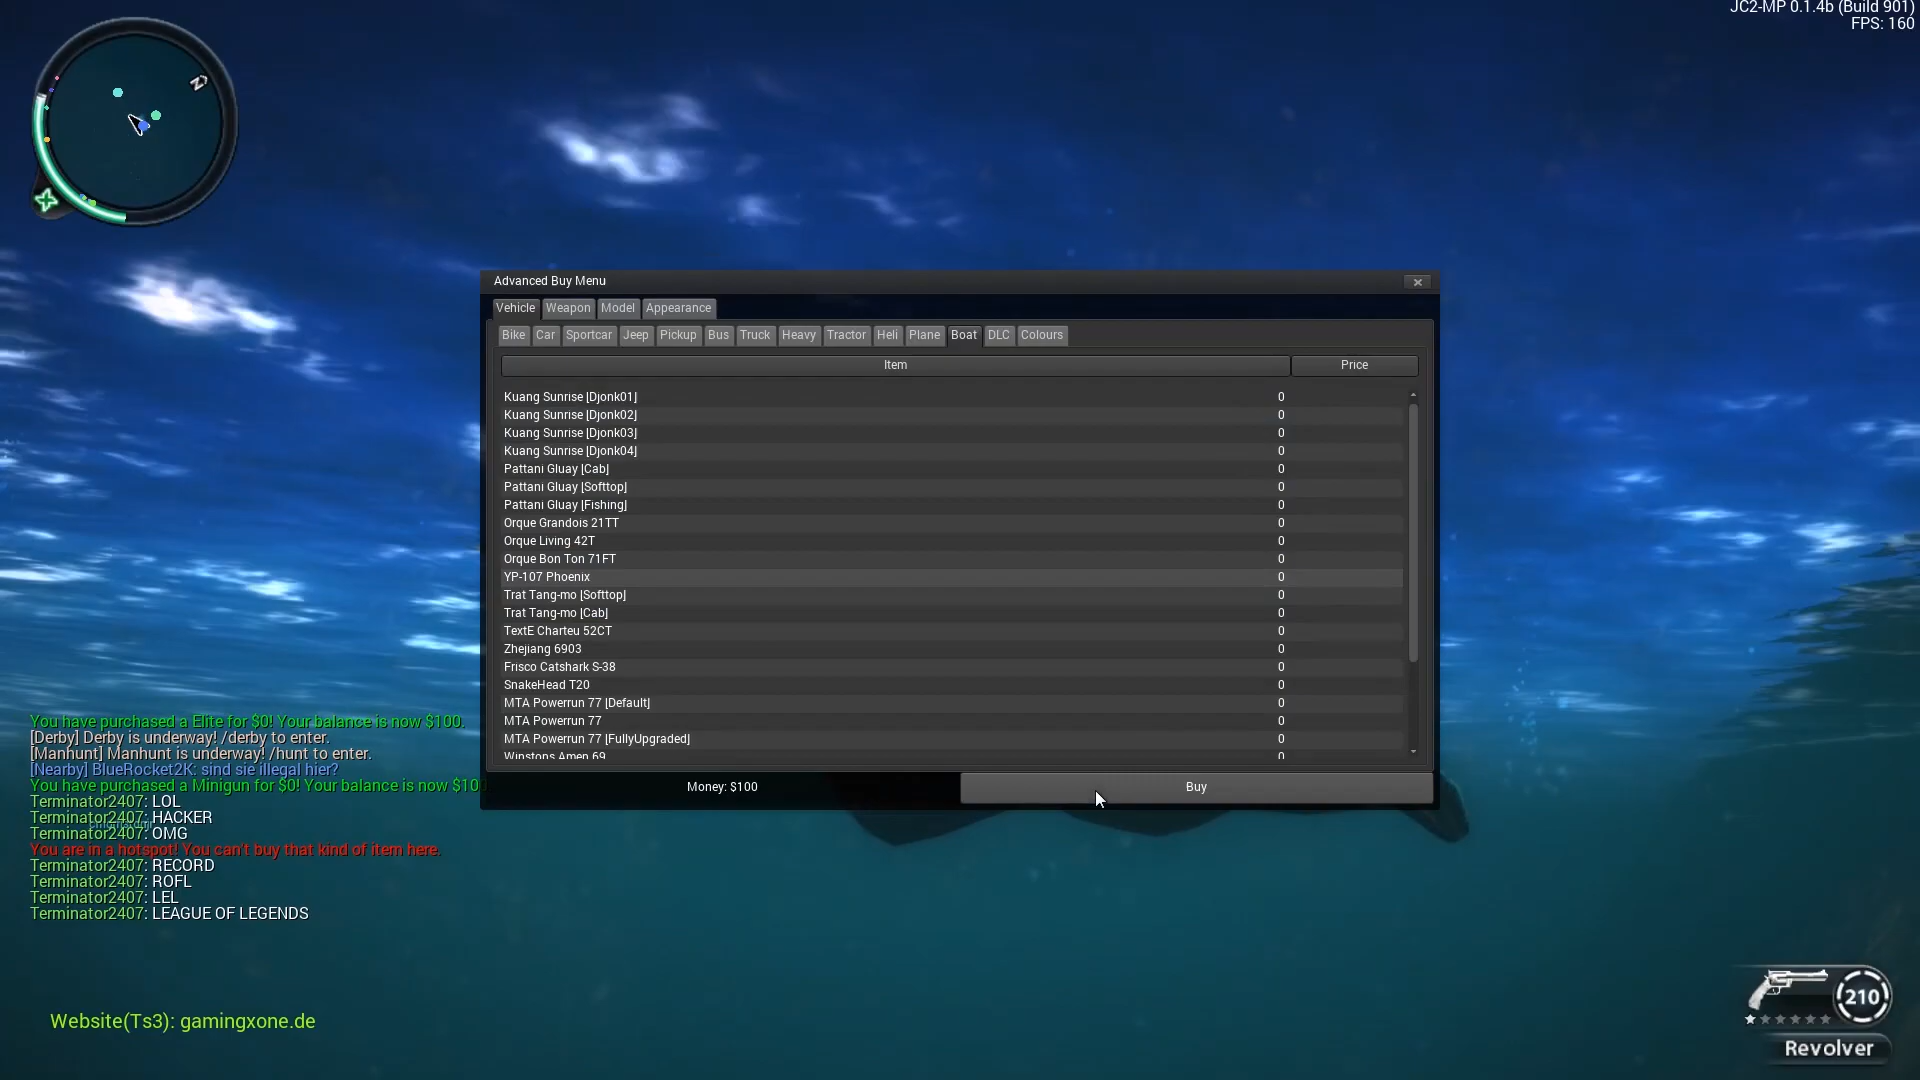 JC2-MP 0.1.4b (Build 901)
FPS: 160
Advanced Buy Menu
Vehicle Weapon Model Appearance
Bike Car Sportcar Jeep Pickup Bus Truck Heavy Tractor Heli Plane Boat DLC Colours
Item Price
Kuang Sunrise [Djonk01] 0
Kuang Sunrise [Djonk02] 0
Kuang Sunrise [Djonk03] 0
Kuang Sunrise [Djonk04] 0
Pattani Gluay [Cab] 0
Pattani Gluay [Softtop] 0
Pattani Gluay [Fishing] 0
Orque Grandois 21TT 0
Orque Living 42T 0
Orque Bon Ton 71FT 0
YP-107 Phoenix 0
Trat Tang-mo [Softtop] 0
Trat Tang-mo [Cab] 0
TextE Charteu 52CT 0
Zhejiang 6903 0
Frisco Catshark S-38 0
SnakeHead T20 0
MTA Powerrun 77 [Default] 0
MTA Powerrun 77 0
MTA Powerrun 77 [FullyUpgraded] 0
Winstons Amen 69 0
Money: $100 Buy
You have purchased a Elite for $0! Your balance is now $100.
[Derby] Derby is underway! /derby to enter.
[Manhunt] Manhunt is underway! /hunt to enter.
[Nearby] BlueRocket2K: sind sie illegal hier?
You have purchased a Minigun for $0! Your balance is now $100
Terminator2407: LOL
Terminator2407: HACKER
Terminator2407: OMG
You are in a hotspot! You can't buy that kind of item here.
Terminator2407: RECORD
Terminator2407: ROFL
Terminator2407: LEL
Terminator2407: LEAGUE OF LEGENDS
Website(Ts3): gamingxone.de
210
Revolver